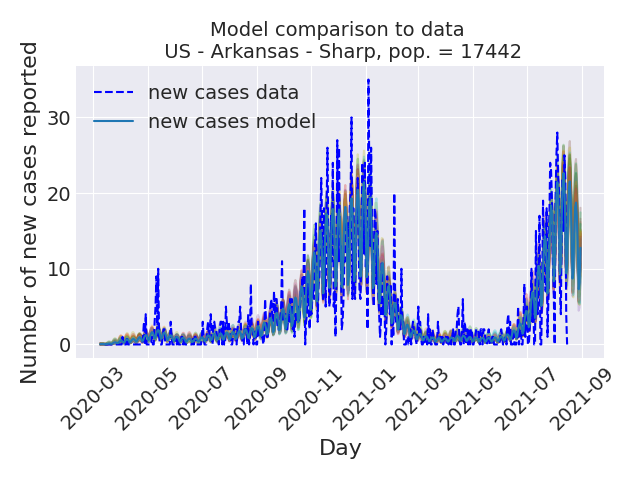 Model comparison to data
US - Arkansas - Sharp, pop. = 17442
new cases data
new cases model
Number of new cases reported
30
20
10
0
2020-03
2020-05
2020-07
2020-09
2020-11
2021-01
2021-03
2021-05
2021-07
2021-09
Day